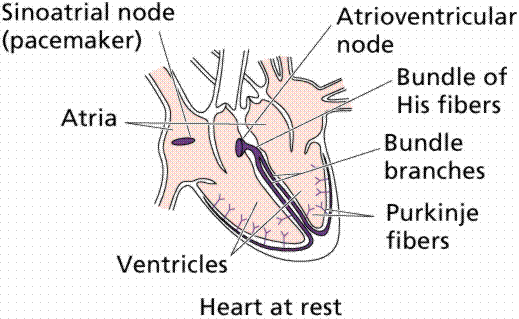 Sinoatrial node
(pacemaker)
Atrioventricular
node
Bundle of
His fibers
Atria
Bundle
branches
Purkinje
fibers
Ventricles
Heart at rest